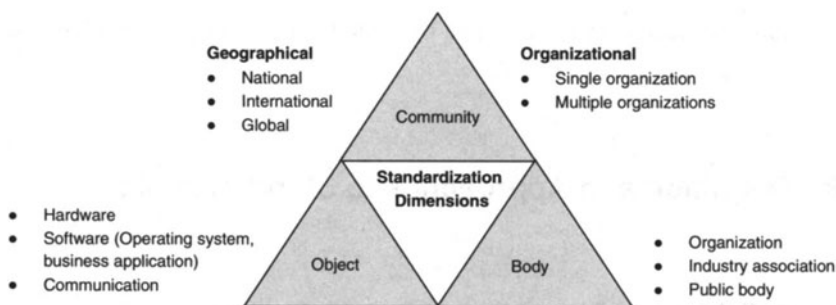 Geographical
● National
● International
● Global
Organizational
● Single organization
● Multiple organizations
Community
Standardization
Dimensions
● Hardware
● Software (Operating system,
business application)
● Communication
Object
Body
● Organization
● Industry association
● Public body